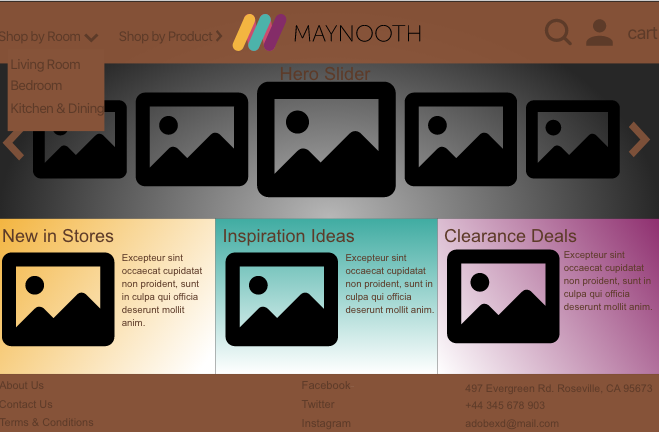 Shop by Room
Shop by Product
MAYNOOTH
cart
Living Room
Bedroom
Kitchen & Dining
Hero Slider
New in Stores
Excepteur sint
occaecat cupidatat
non proident, sunt
in culpa qui officia
deserunt mollit
anim.
Inspiration Ideas
Excepteur sint
occaecat cupidatat
non proident, sunt in
culpa qui officia
deserunt mollit anim.
Clearance Deals
Excepteur sint
occaecat cupidatat
non proident, sunt in
culpa qui officia
deserunt mollit anim.
About Us
Contact Us
Terms & Conditions
Facebook
Twitter
Instagram
497 Evergreen Rd. Roseville, CA 95673
+44 345 678 903
adobexd@mail.com